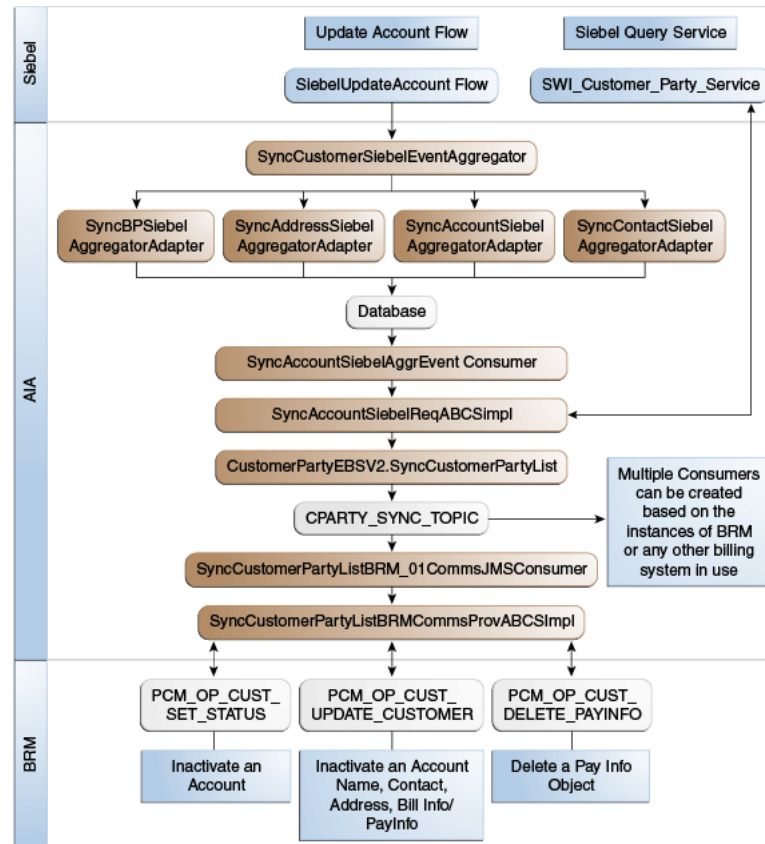 Siebel
Update Account Flow
Siebel Query Service
SiebelUpdateAccount Flow
SWI_Customer_Party_Service
AIA
SyncCustomerSiebelEventAggregator
SyncBPSiebel
AggregatorAdapter
SyncAddressSiebel
AggregatorAdapter
SyncAccountSiebel
AggregatorAdapter
SyncContactSiebel
AggregatorAdapter
Database
SyncAccountSiebelAggrEvent Consumer
SyncAccountSiebelReqABCSimpl
CustomerPartyEBSV2.SyncCustomerPartyList
CPARTY_SYNC_TOPIC
Multiple Consumers
can be created
based on the
instances of BRM
or any other billing
system in use
SyncCustomerPartyListBRM_01CommsJMSConsumer
SyncCustomerPartyListBRMCommsProvABCSImpl
BRM
PCM_OP_CUST_
SET_STATUS
PCM_OP_CUST_
UPDATE_CUSTOMER
PCM_OP_CUST_
DELETE_PAYINFO
Inactivate an
Account
Inactivate an Account
Name, Contact,
Address, Bill Info/
PayInfo
Delete a Pay Info
Object